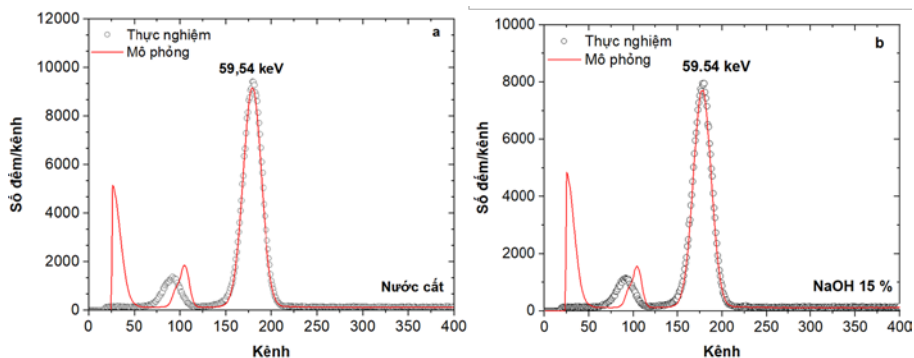 12000
10000
8000
6000
4000
2000
0
Số đếm/kênh
Thực nghiệm
Mô phỏng
a
59,54 keV
Nước cất
0 50 100 150 200 250 300 350 400
Kênh
10000
8000
6000
4000
2000
0
Số đếm/kênh
Thực nghiệm
Mô phỏng
b
59.54 keV
NaOH 15 %
0 50 100 150 200 250 300 350 400
Kênh